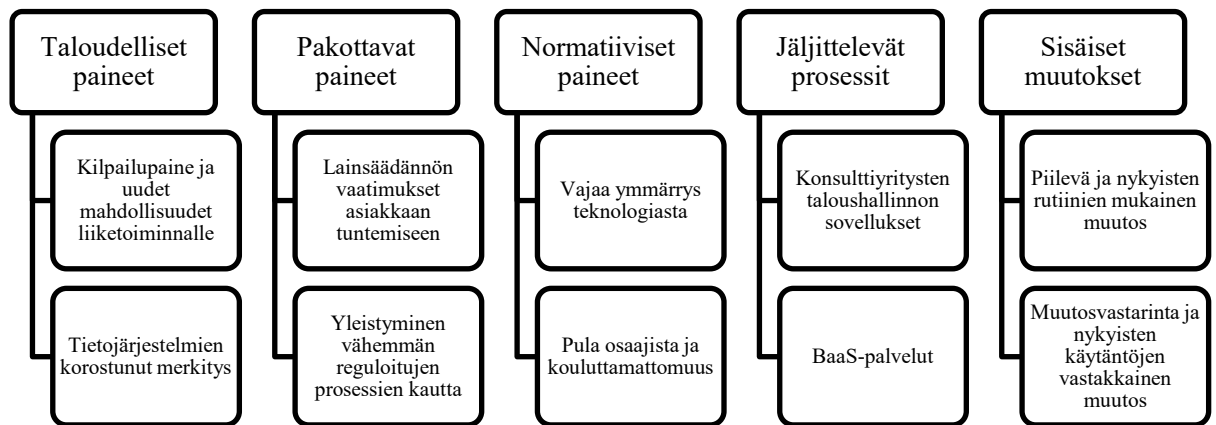 Taloudelliset
paineet
Kilpailupaine ja
uudet
mahdollisuudet
liiketoiminnalle
Tietojärjestelmien
korostunut merkitys
Pakottavat
paineet
Lainsäädännön
vaatimukset
asiakkaan
tuntemiseen
Yleistyminen
vähemmän
reguloitujen
prosessien kautta
Normatiiviset
paineet
Vajaa ymmärrys
teknologiasta
Pula osaajista ja
kouluttamattomuus
Jäljittelevät
prosessit
Konsulttiyritysten
taloushallinnon
sovellukset
BaaS-palvelut
Sisäiset
muutokset
Piilevä ja nykyisten
rutiinien mukainen
muutos
Muutosvastarinta ja
nykyisten
käytäntöjen
vastakkainen
muutos